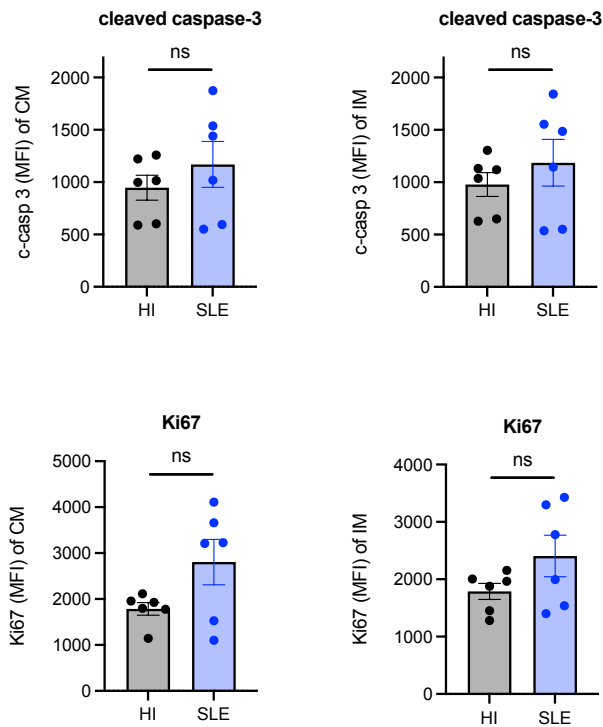 cleaved caspase-3
ns
c-casp 3 (MFI) of CM
2000
1500
1000
500
0
HI
SLE
cleaved caspase-3
ns
c-casp 3 (MFI) of IM
2000
1500
1000
500
0
HI
SLE
Ki67
ns
Ki67 (MFI) of CM
5000
4000
3000
2000
1000
0
HI
SLE
Ki67
ns
Ki67 (MFI) of IM
4000
3000
2000
1000
0
HI
SLE